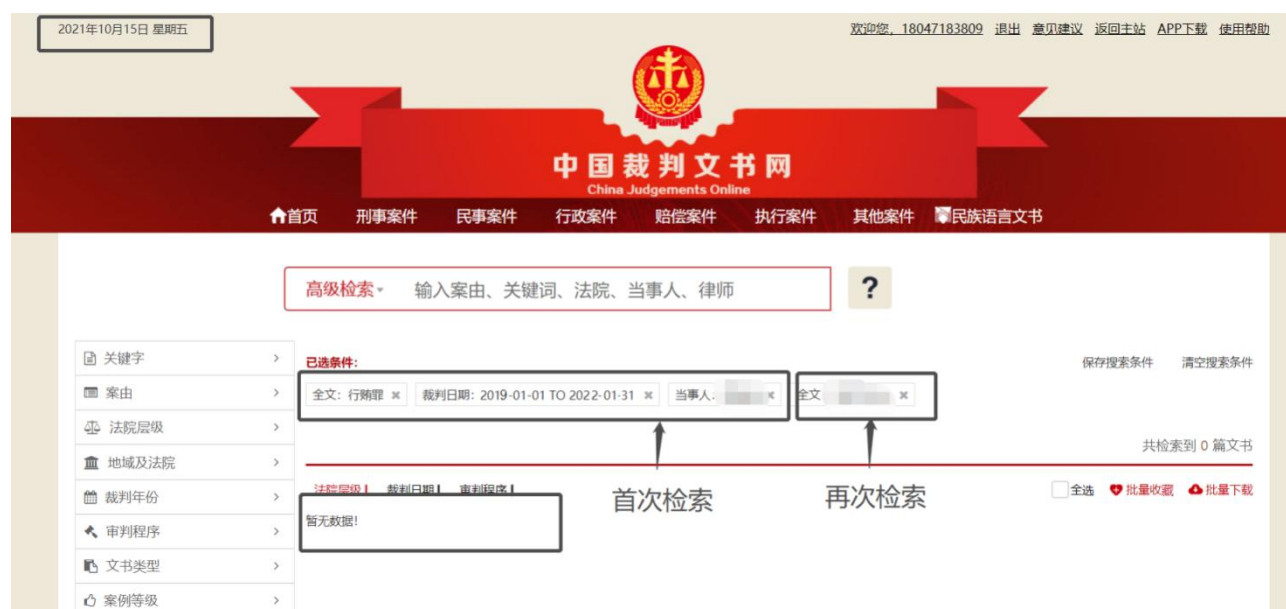 2021年10月15日 星期五
欢迎您，18047183809 退出 意见建议 返回主站 APP下载 使用帮助
中国裁判文书网
China Judgements Online
首页 刑事案件 民事案件 行政案件 赔偿案件 执行案件 其他案件 民族语言文书
高级检索 输入案由、关键词、法院、当事人、律师 ?
关键字
案由
法院层级
地域及法院
裁判年份
审判程序
文书类型
案例等级
已选条件:
保存搜索条件 清空搜索条件
全文: 行贿罪 × 裁判日期: 2019-01-01 TO 2022-01-31 × 当事人: × 全文 ×
共检索到 0 篇文书
法院层级 裁判日期 审判程序
首次检索 再次检索
全选 批量收藏 批量下载
暂无数据!